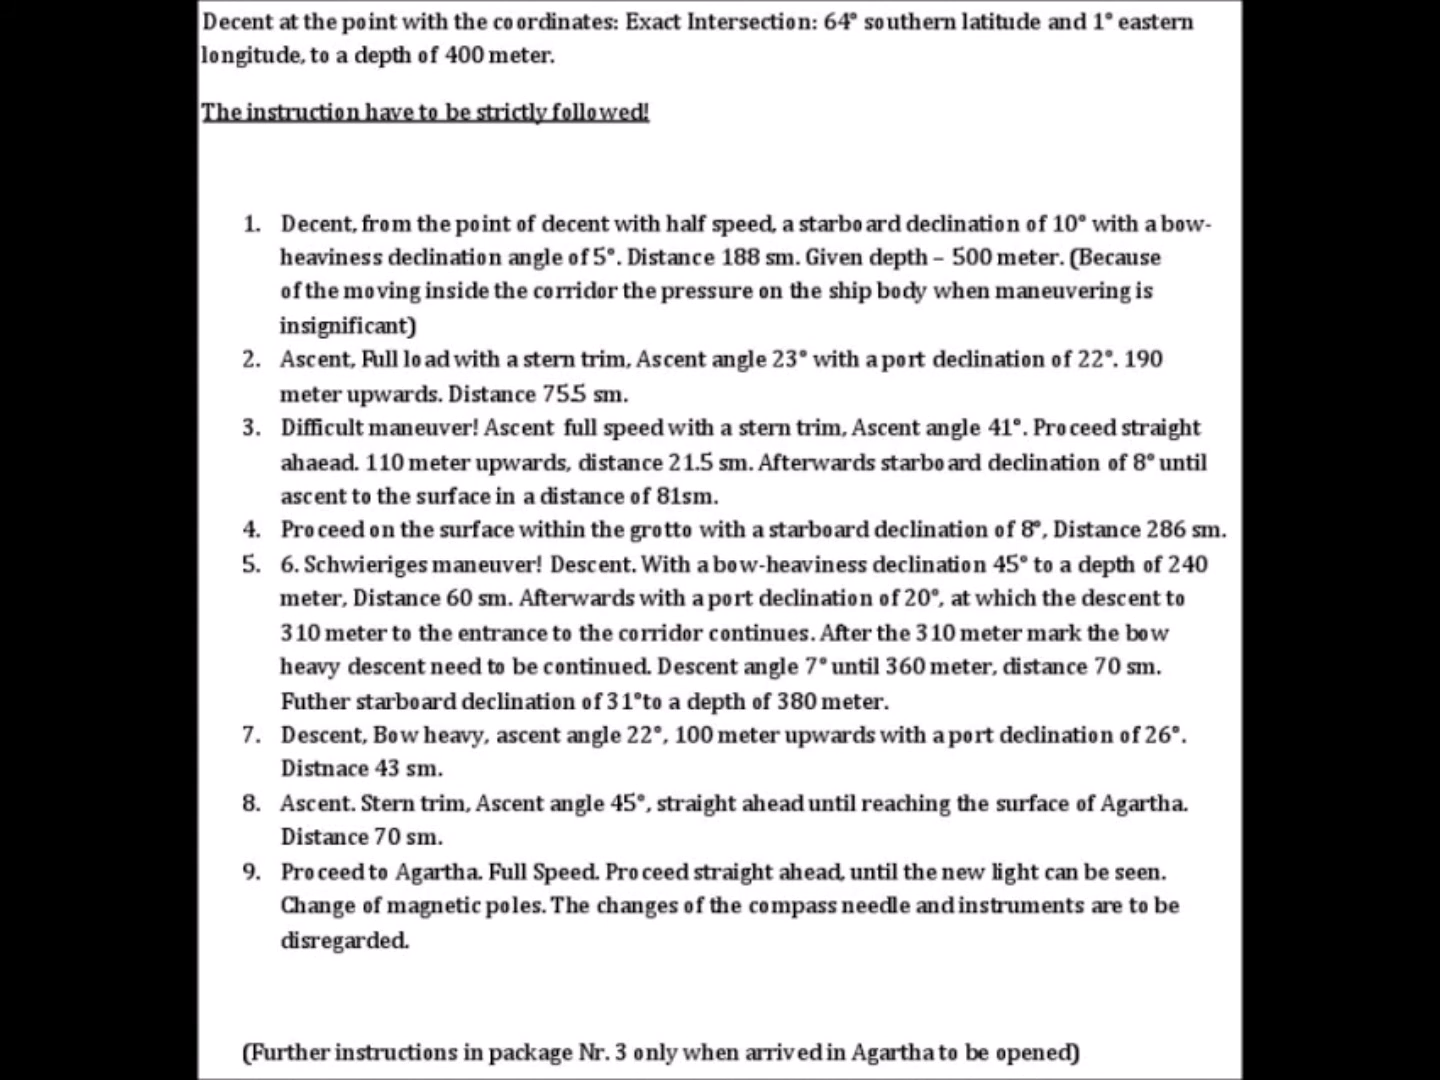 Decent at the point with the coordinates: Exact Intersection: 64° southern latitude and 1° eastern
longitude, to a depth of 400 meter.
The instruction have to be strictly followed!
1. Decent, from the point of decent with half speed, a starboard declination of 10° with a bow-
heaviness declination angle of 5°. Distance 188 sm. Given depth – 500 meter. (Because
of the moving inside the corridor the pressure on the ship body when maneuvering is
insignificant)
2. Ascent, Full load with a stern trim, Ascent angle 23° with a port declination of 22°. 190
meter upwards. Distance 75.5 sm.
3. Difficult maneuver! Ascent full speed with a stern trim, Ascent angle 41°. Proceed straight
ahaead. 110 meter upwards, distance 21.5 sm. Afterwards starboard declination of 8° until
ascent to the surface in a distance of 81sm.
4. Proceed on the surface within the grotto with a starboard declination of 8°, Distance 286 sm.
5. 6. Schwieriges maneuver! Descent. With a bow-heaviness declination 45° to a depth of 240
meter, Distance 60 sm. Afterwards with a port declination of 20°, at which the descent to
310 meter to the entrance to the corridor continues. After the 310 meter mark the bow
heavy descent need to be continued. Descent angle 7° until 360 meter, distance 70 sm.
Futher starboard declination of 31°to a depth of 380 meter.
7. Descent, Bow heavy, ascent angle 22°, 100 meter upwards with a port declination of 26°.
Distnace 43 sm.
8. Ascent. Stern trim, Ascent angle 45°, straight ahead until reaching the surface of Agartha.
Distance 70 sm.
9. Proceed to Agartha. Full Speed. Proceed straight ahead, until the new light can be seen.
Change of magnetic poles. The changes of the compass needle and instruments are to be
disregarded.
(Further instructions in package Nr. 3 only when arrived in Agartha to be opened)